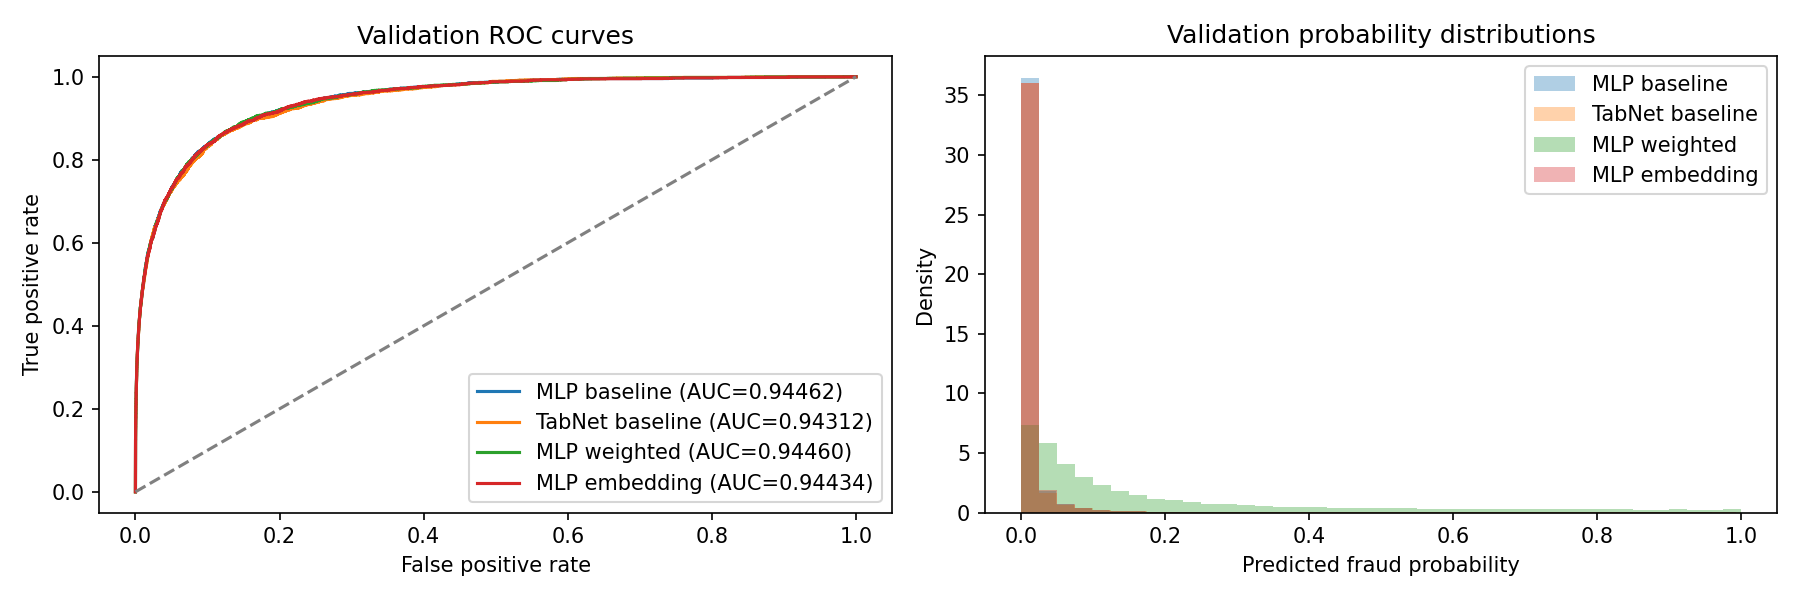 Validation ROC curves
True positive rate
1.0
0.8
0.6
0.4
0.2
0.0
MLP baseline (AUC=0.94462)
TabNet baseline (AUC=0.94312)
MLP weighted (AUC=0.94460)
MLP embedding (AUC=0.94434)
0.0 0.2 0.4 0.6 0.8 1.0
False positive rate
Validation probability distributions
Density
35
30
25
20
15
10
5
0
MLP baseline
TabNet baseline
MLP weighted
MLP embedding
0.0 0.2 0.4 0.6 0.8 1.0
Predicted fraud probability